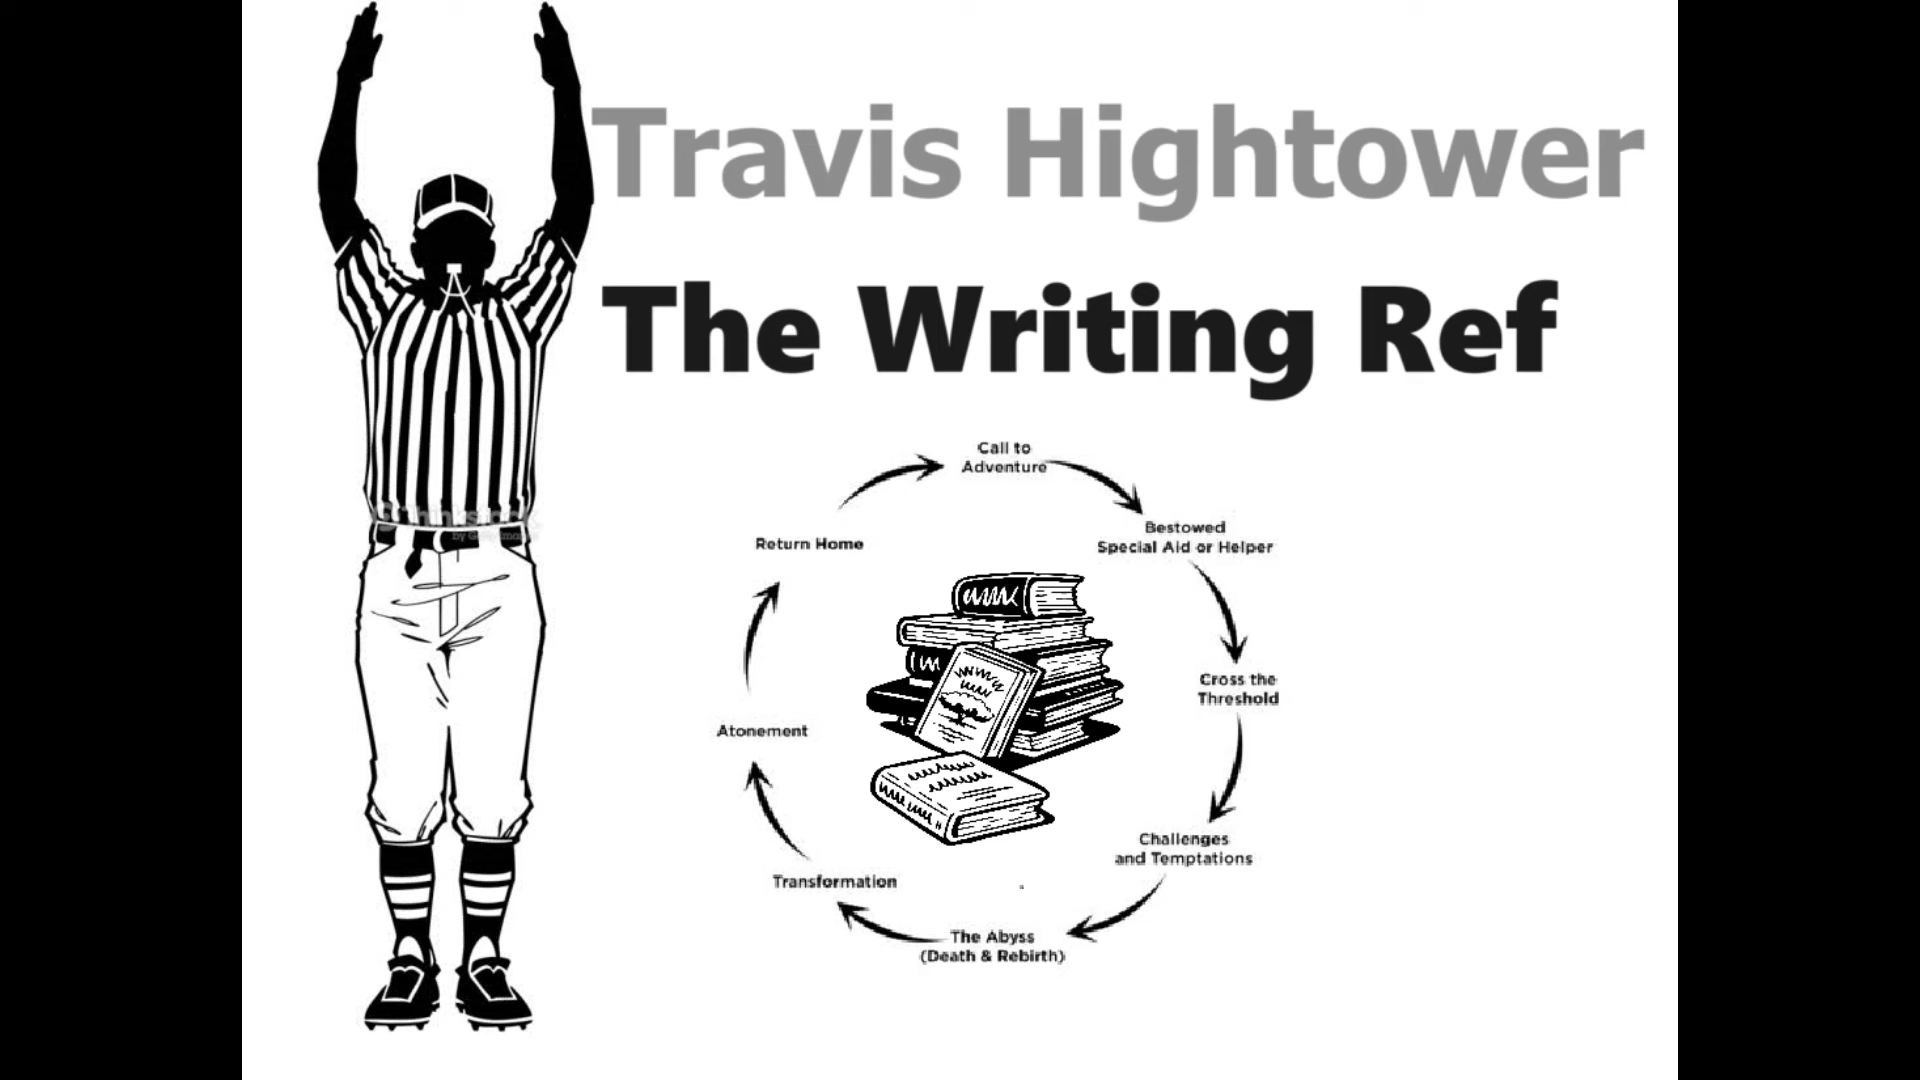 Travis Hightower
The Writing Ref
Call to
Adventure
Bestowed
Special Aid or Helper
Cross the
Threshold
Challenges
and Temptations
The Abyss
(Death & Rebirth)
Transformation
Atonement
Return Home